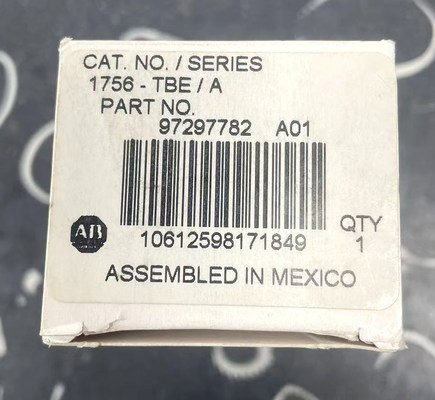 CAT. NO. / SERIES
1756 - TBE / A
PART NO.
97297782 A01
AB
10612598171849
QTY
1
ASSEMBLED IN MEXICO